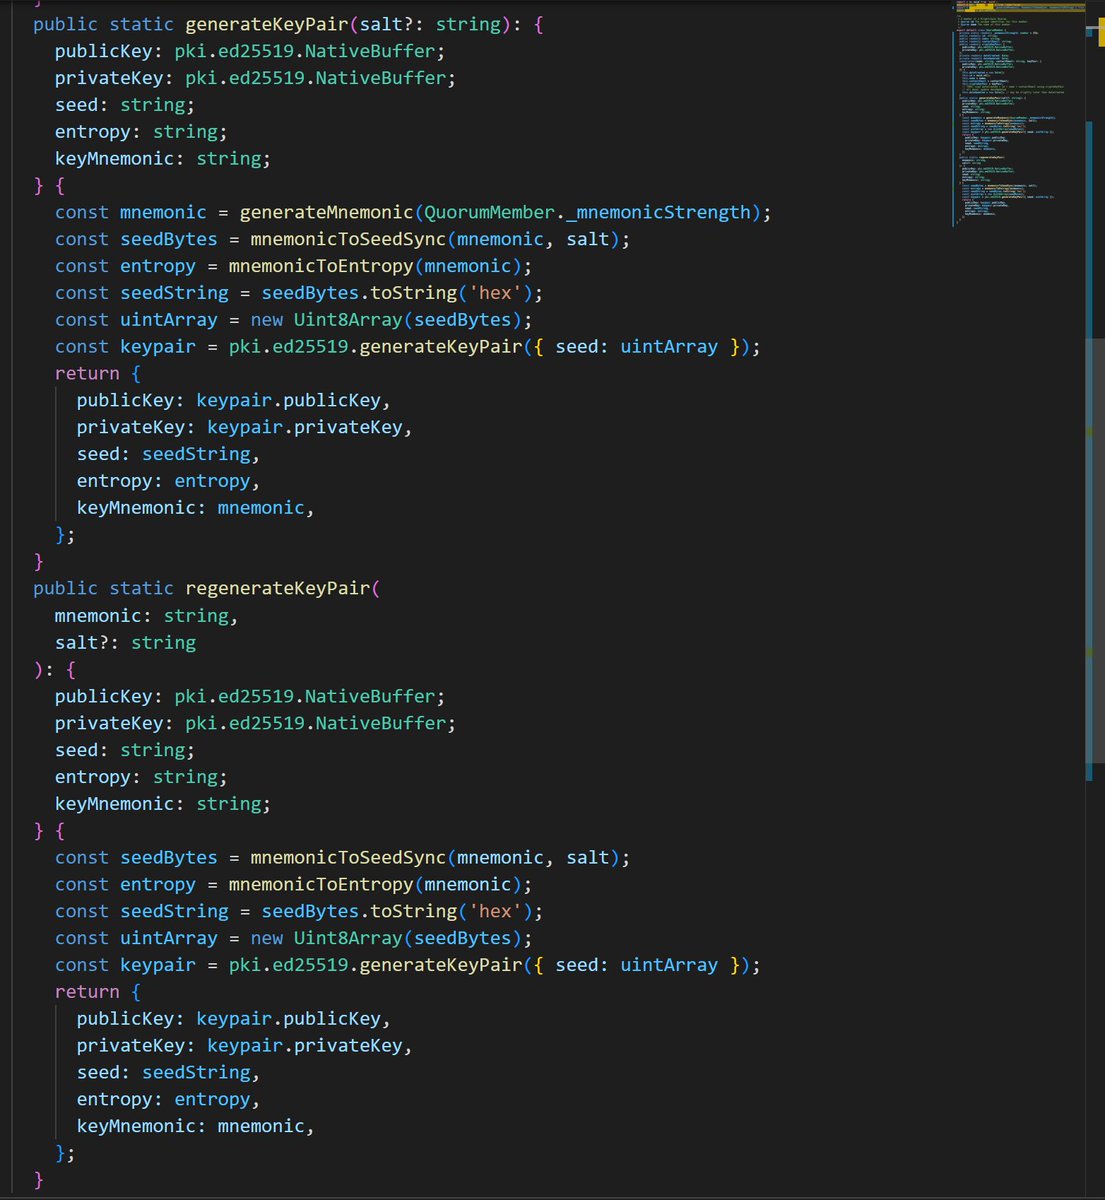 public static generateKeyPair(salt?: string): {
publicKey: pki.ed25519.NativeBuffer;
privateKey: pki.ed25519.NativeBuffer;
seed: string;
entropy: string;
keyMnemonic: string;
} {
const mnemonic = generateMnemonic(QuorumMember._mnemonicStrength);
const seedBytes = mnemonicToSeedSync(mnemonic, salt);
const entropy = mnemonicToEntropy(mnemonic);
const seedString = seedBytes.toString('hex');
const uintArray = new Uint8Array(seedBytes);
const keypair = pki.ed25519.generateKeyPair({ seed: uintArray });
return {
publicKey: keypair.publicKey,
privateKey: keypair.privateKey,
seed: seedString,
entropy: entropy,
keyMnemonic: mnemonic,
};
}
public static regenerateKeyPair(
mnemonic: string,
salt?: string
): {
publicKey: pki.ed25519.NativeBuffer;
privateKey: pki.ed25519.NativeBuffer;
seed: string;
entropy: string;
keyMnemonic: string;
} {
const seedBytes = mnemonicToSeedSync(mnemonic, salt);
const entropy = mnemonicToEntropy(mnemonic);
const seedString = seedBytes.toString('hex');
const uintArray = new Uint8Array(seedBytes);
const keypair = pki.ed25519.generateKeyPair({ seed: uintArray });
return {
publicKey: keypair.publicKey,
privateKey: keypair.privateKey,
seed: seedString,
entropy: entropy,
keyMnemonic: mnemonic,
};
}